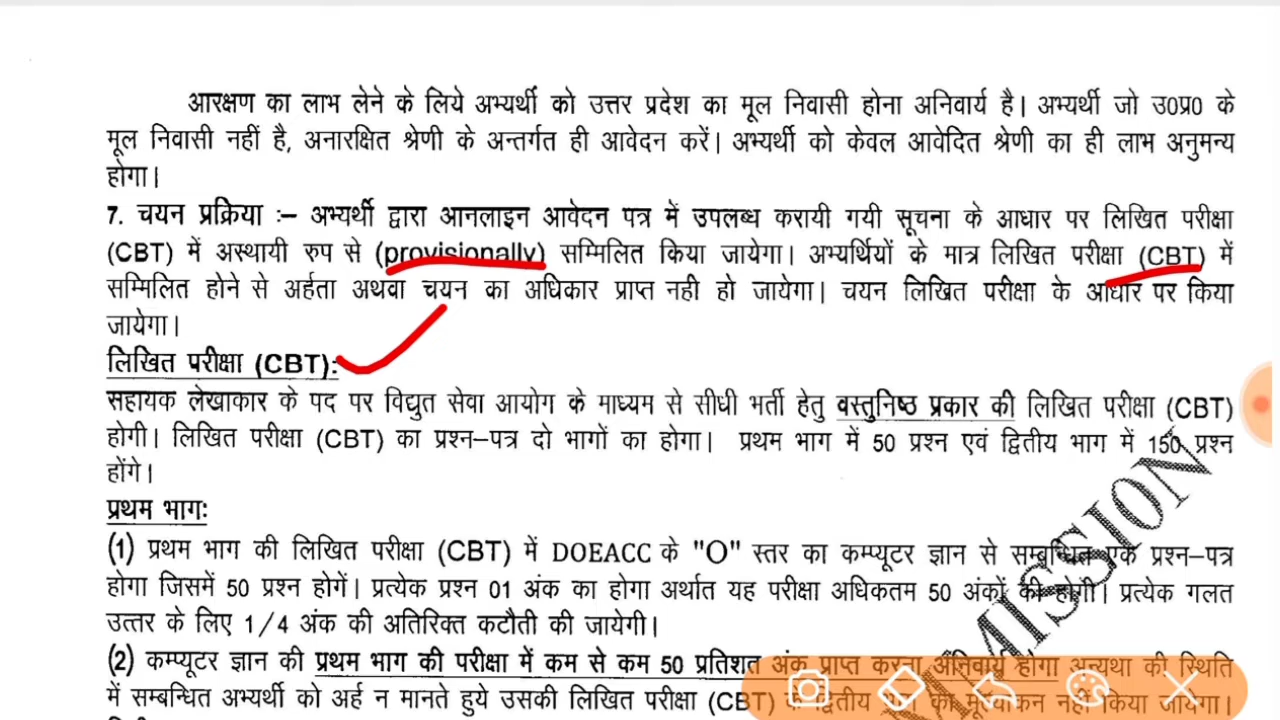 आरक्षण का लाभ लेने के लिये अभ्यर्थी को उत्तर प्रदेश का मूल निवासी होना अनिवार्य है। अभ्यर्थी जो उ0प्र0 के
मूल निवासी नहीं है, अनारक्षित श्रेणी के अन्तर्गत ही आवेदन करें। अभ्यर्थी को केवल आवेदित श्रेणी का ही लाभ अनुमन्य
होगा।
7. चयन प्रक्रिया :– अभ्यर्थी द्वारा आनलाइन आवेदन पत्र में उपलब्ध करायी गयी सूचना के आधार पर लिखित परीक्षा
(CBT) में अस्थायी रुप से (provisionally) सम्मिलित किया जायेगा। अभ्यर्थियों के मात्र लिखित परीक्षा (CBT) में
सम्मिलित होने से अर्हता अथवा चयन का अधिकार प्राप्त नही हो जायेगा। चयन लिखित परीक्षा के आधार पर किया
जायेगा।
लिखित परीक्षा (CBT):
सहायक लेखाकार के पद पर विद्युत सेवा आयोग के माध्यम से सीधी भर्ती हेतु वस्तुनिष्ठ प्रकार की लिखित परीक्षा (CBT)
होगी। लिखित परीक्षा (CBT) का प्रश्न–पत्र दो भागों का होगा। प्रथम भाग में 50 प्रश्न एवं द्वितीय भाग में 150 प्रश्न
होंगे।
प्रथम भाग:
(1) प्रथम भाग की लिखित परीक्षा (CBT) में DOEACC के "O" स्तर का कम्प्यूटर ज्ञान से सम्बन्धित एक प्रश्न–पत्र
होगा जिसमें 50 प्रश्न होगें। प्रत्येक प्रश्न 01 अंक का होगा अर्थात यह परीक्षा अधिकतम 50 अंकों की होगी। प्रत्येक गलत
उत्तर के लिए 1/4 अंक की अतिरिक्त कटौती की जायेगी।
(2) कम्प्यूटर ज्ञान की प्रथम भाग की परीक्षा में कम से कम 50 प्रतिशत अंक प्राप्त करना अनिवार्य होगा अन्यथा की स्थिति
में सम्बन्धित अभ्यर्थी को अर्ह न मानते हुये उसकी लिखित परीक्षा (CBT) के द्वितीय भाग का मूल्यांकन नहीं किया जायेगा।